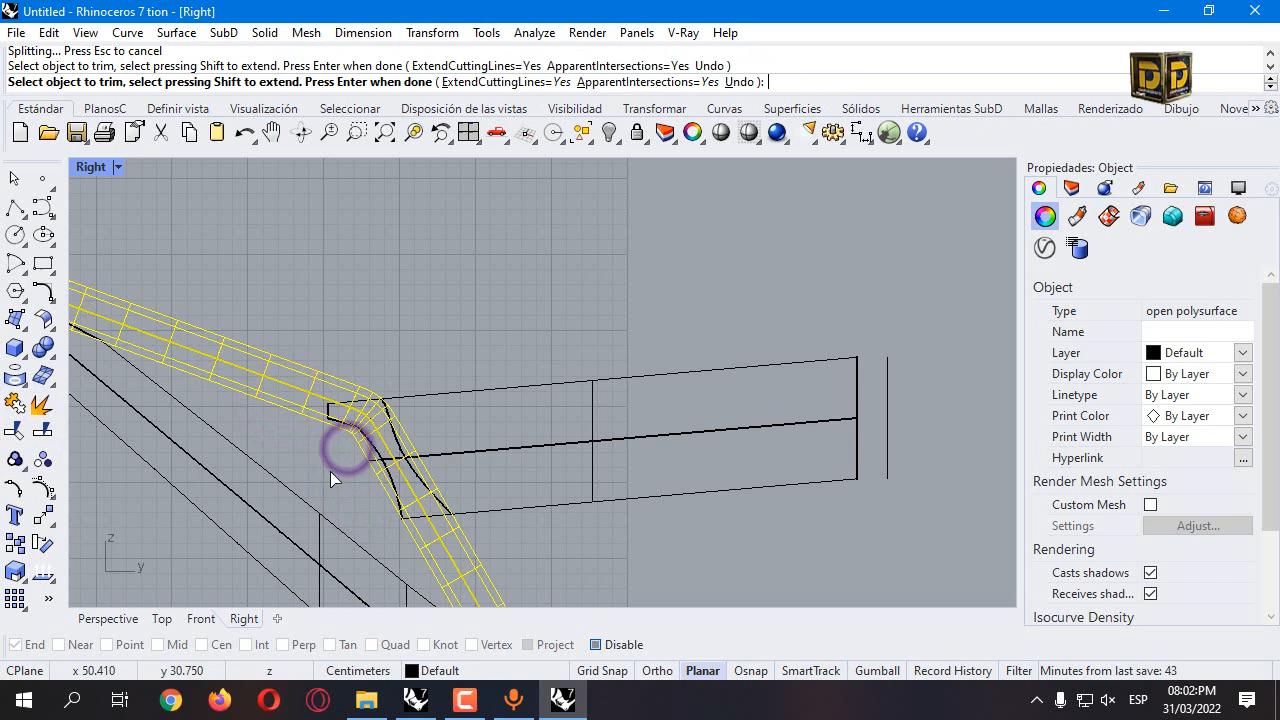 Untitled - Rhinoceros 7 tion - [Right]
File Edit View Curve Surface SubD Solid Mesh Dimension Transform Tools Analyze Render Panels V-Ray Help
Splitting... Press Esc to cancel
Select object to trim, select pressing Shift to extend. Press Enter when done ( ExtendCuttingLines=Yes ApparentIntersections=Yes Undo )
Select object to trim, select pressing Shift to extend. Press Enter when done ( ExtendCuttingLines=Yes ApparentIntersections=Yes Undo ):
Estándar PlanosC Definir vista Visualización Seleccionar Disposición de las vistas Visibilidad Transformar Curvas Superficies Sólidos Herramientas SubD Mallas Renderizado Dibujo Nove »
Right
Propiedades: Object
Object
Type open polysurface
Name
Layer Default
Display Color By Layer
Linetype By Layer
Print Color By Layer
Print Width By Layer
Hyperlink ...
Render Mesh Settings
Custom Mesh
Settings Adjust...
Rendering
Casts shadows
Receives shad...
Isocurve Density
z
y
Perspective Top Front Right
End Near Point Mid Cen Int Perp Tan Quad Knot Vertex Project Disable
CPlane x 50.410 y 30.750 z Centimeters Default Grid Snap Ortho Planar Osnap SmartTrack Gumball Record History Filter Minutes from last save: 43
ESP
08:02:PM
31/03/2022